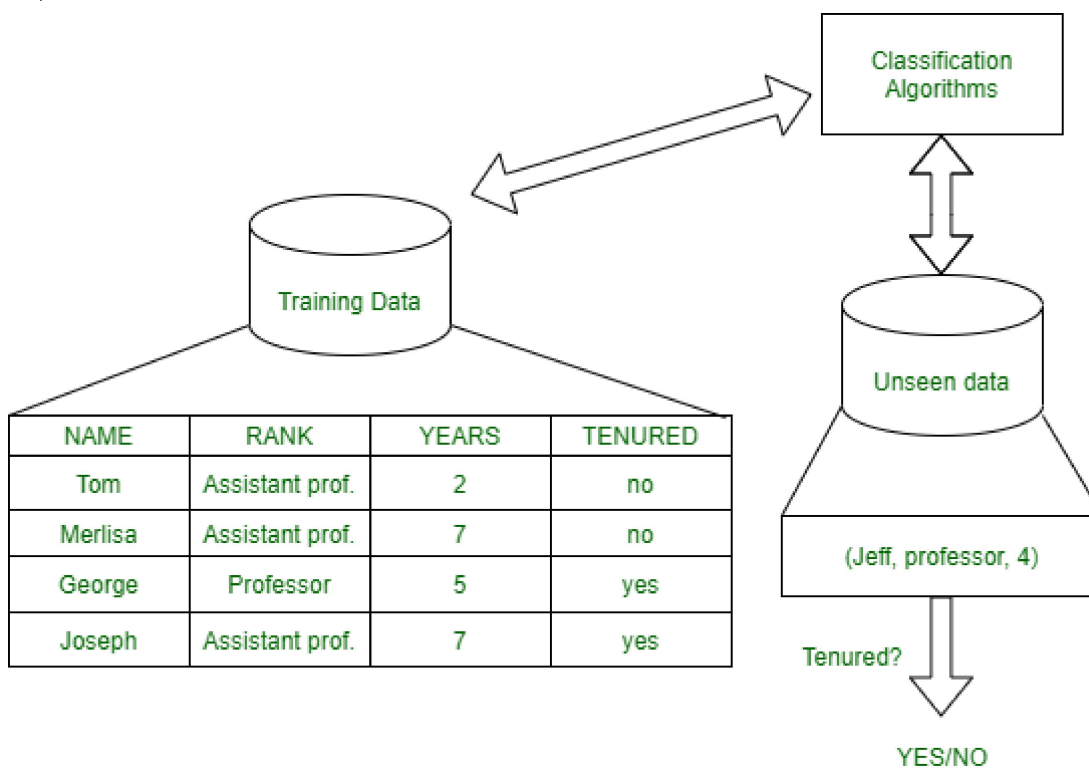 Classification
Algorithms
Training Data
Unseen data
NAME RANK YEARS TENURED
Tom Assistant prof. 2 no
Merlisa Assistant prof. 7 no
George Professor 5 yes
Joseph Assistant prof. 7 yes
(Jeff, professor, 4)
Tenured?
YES/NO